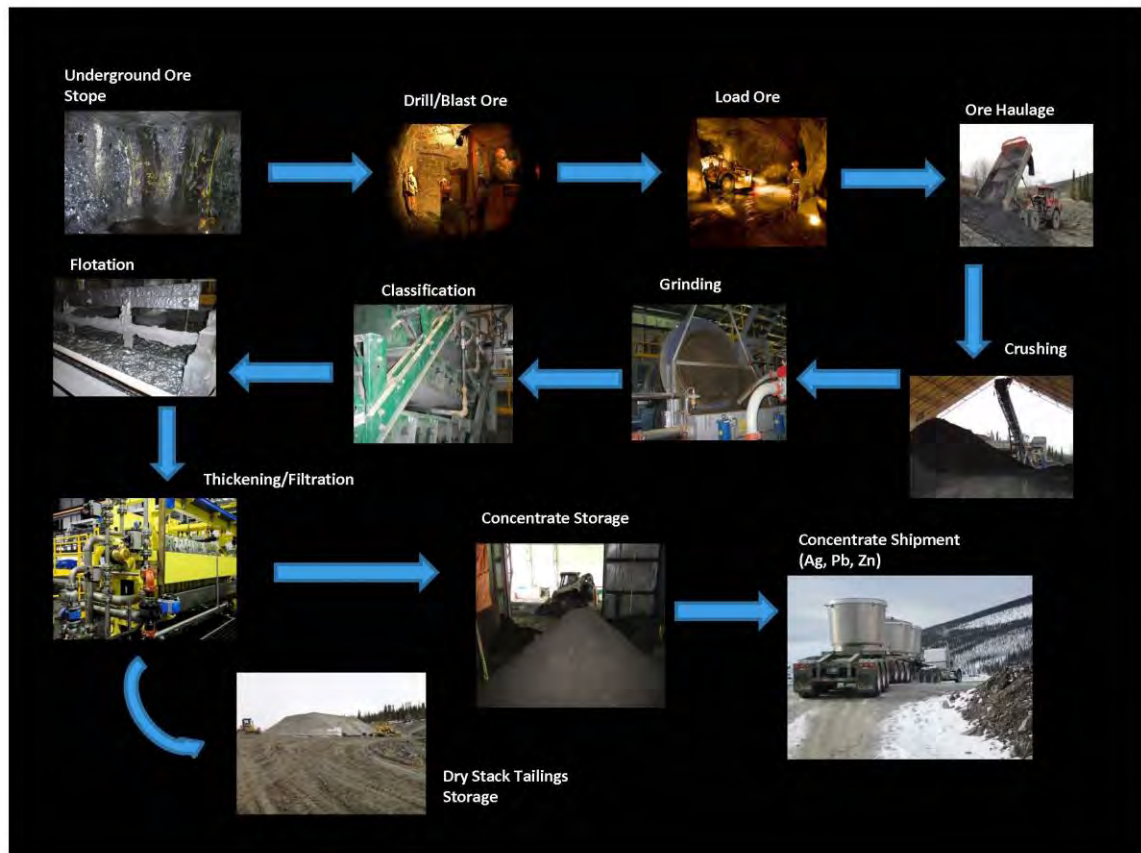 Underground Ore
Stope
Drill/Blast Ore
Load Ore
Ore Haulage
Flotation
Classification
Grinding
Crushing
Thickening/Filtration
Concentrate Storage
Concentrate Shipment
(Ag, Pb, Zn)
Dry Stack Tailings
Storage